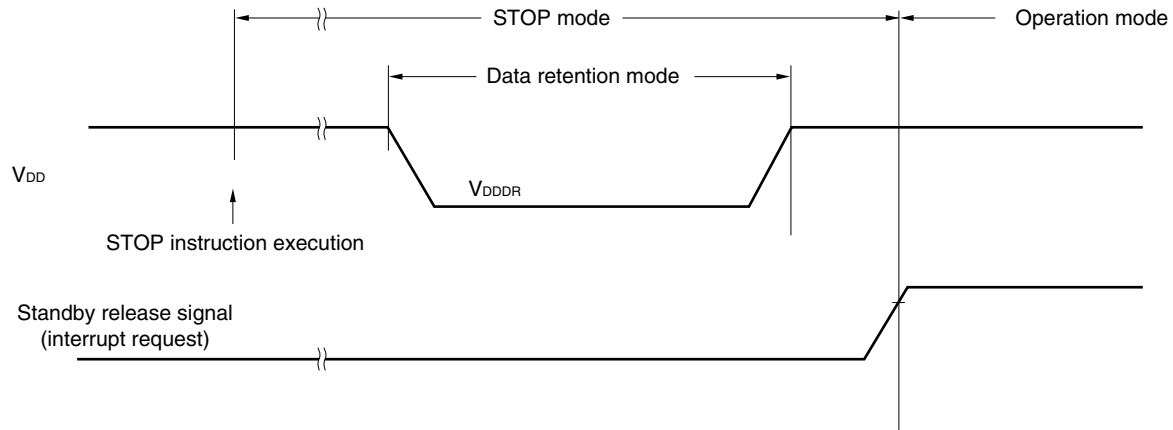 STOP mode
Operation mode
Data retention mode
VDD
VDDDR
STOP instruction execution
Standby release signal
(interrupt request)